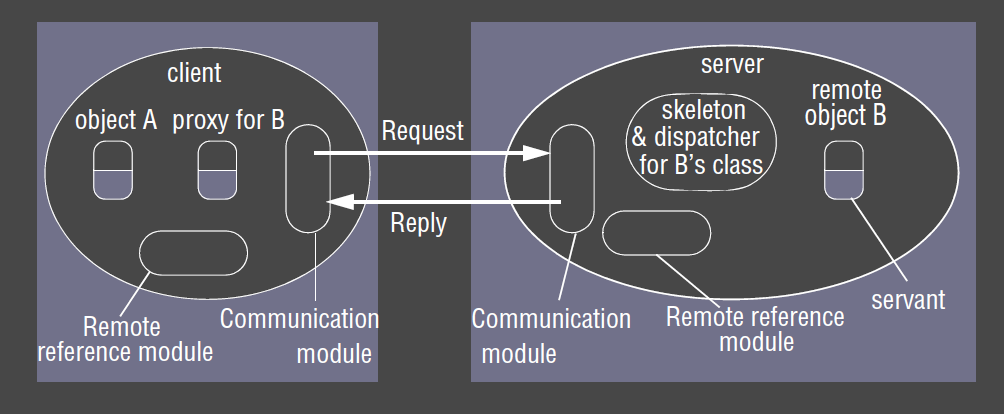 client
object A
proxy for B
Remote
reference module
Communication
module
Request
Reply
server
skeleton
& dispatcher
for B's class
remote
object B
Communication
module
Remote reference
module
servant